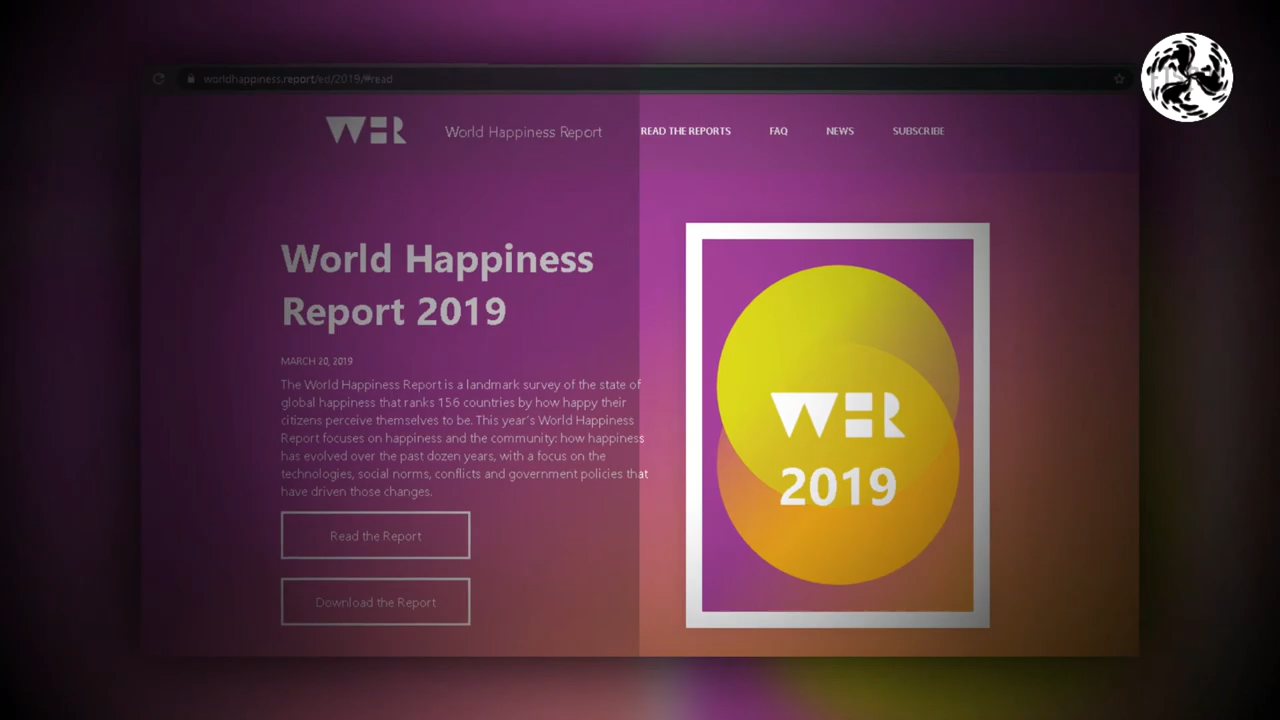 worldhappiness.report/ed/2019/#read
WHR World Happiness Report READ THE REPORTS FAQ NEWS SUBSCRIBE
World Happiness
Report 2019
MARCH 20, 2019
The World Happiness Report is a landmark survey of the state of
global happiness that ranks 156 countries by how happy their
citizens perceive themselves to be. This year's World Happiness
Report focuses on happiness and the community: how happiness
has evolved over the past dozen years, with a focus on the
technologies, social norms, conflicts and government policies that
have driven those changes.
Read the Report
Download the Report
WHR
2019